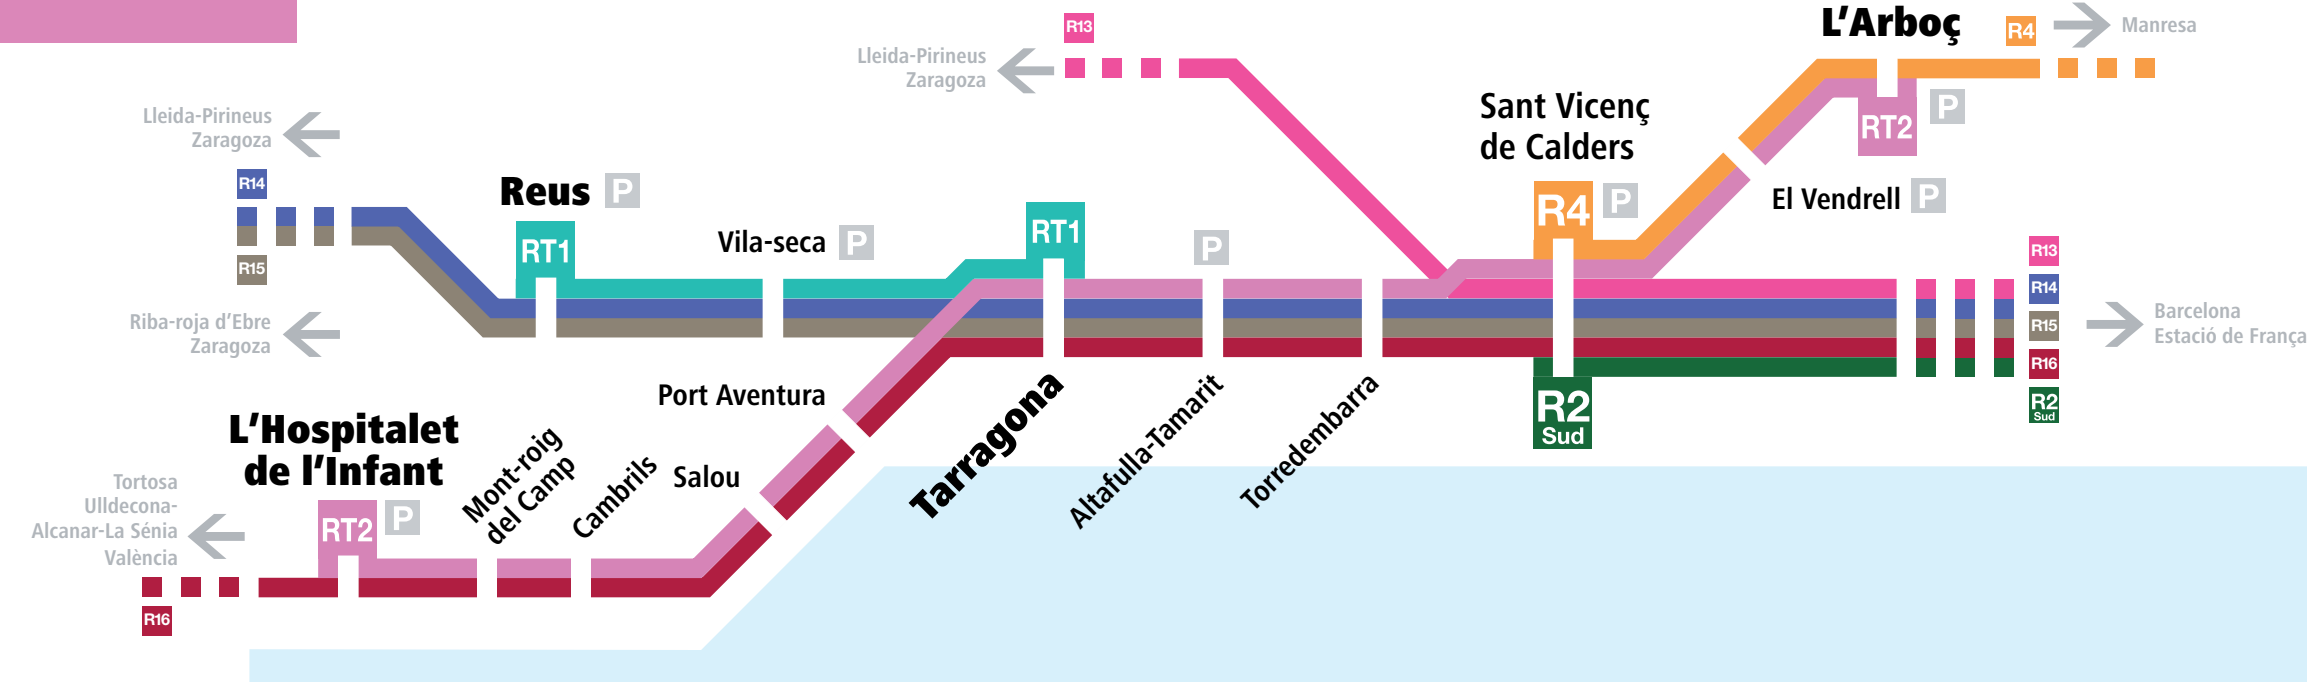 R13
L'Arboç
R4
Manresa
Lleida-Pirineus
Zaragoza
Sant Vicenç
de Calders
P
RT2
Lleida-Pirineus
Zaragoza
R14
Reus P
R4 P
El Vendrell P
RT1
Vila-seca P
RT1
P
R15
R13
R14
R15
R16
R2
Sud
Barcelona
Estació de França
Riba-roja d'Ebre
Zaragoza
Port Aventura
Tarragona
Altafulla-Tamarit
Torredembarra
R2
Sud
L'Hospitalet
de l'Infant
Mont-roig
del Camp
Cambrils
Salou
Tortosa
Ulldecona-
Alcanar-La Sénia
València
RT2 P
R16